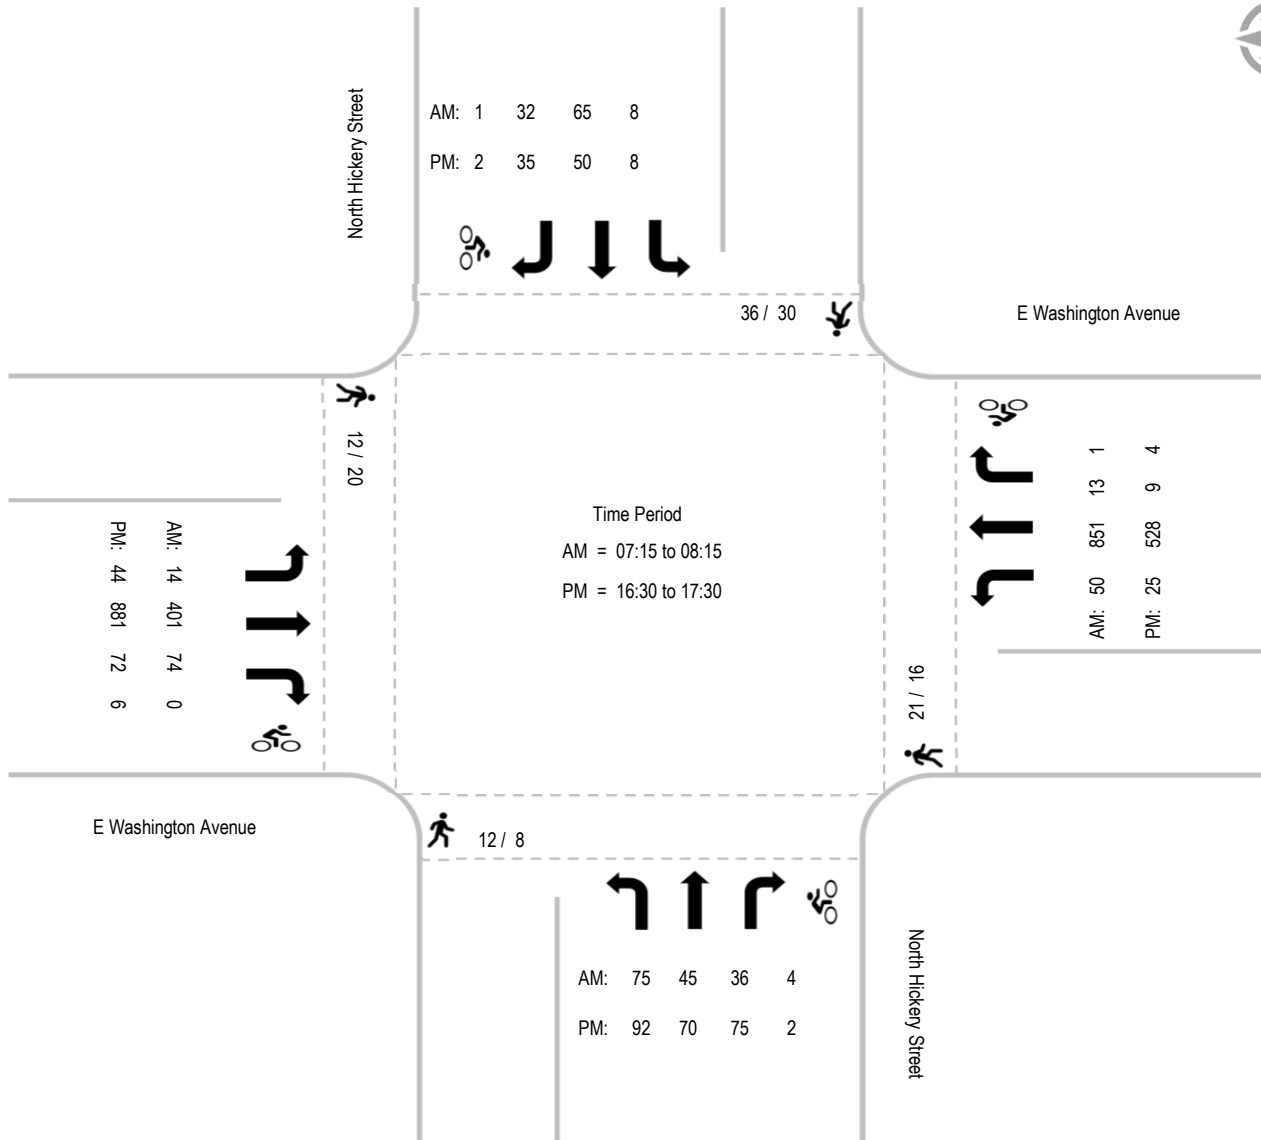 North Hickery Street
AM: 1 32 65 8
PM: 2 35 50 8
36 / 30
E Washington Avenue
12 / 20
AM: 50 851 13 1
PM: 25 528 9 4
Time Period
AM = 07:15 to 08:15
PM = 16:30 to 17:30
AM: 14 401 74 0
PM: 44 881 72 6
21 / 16
E Washington Avenue
12 / 8
AM: 75 45 36 4
PM: 92 70 75 2
North Hickery Street